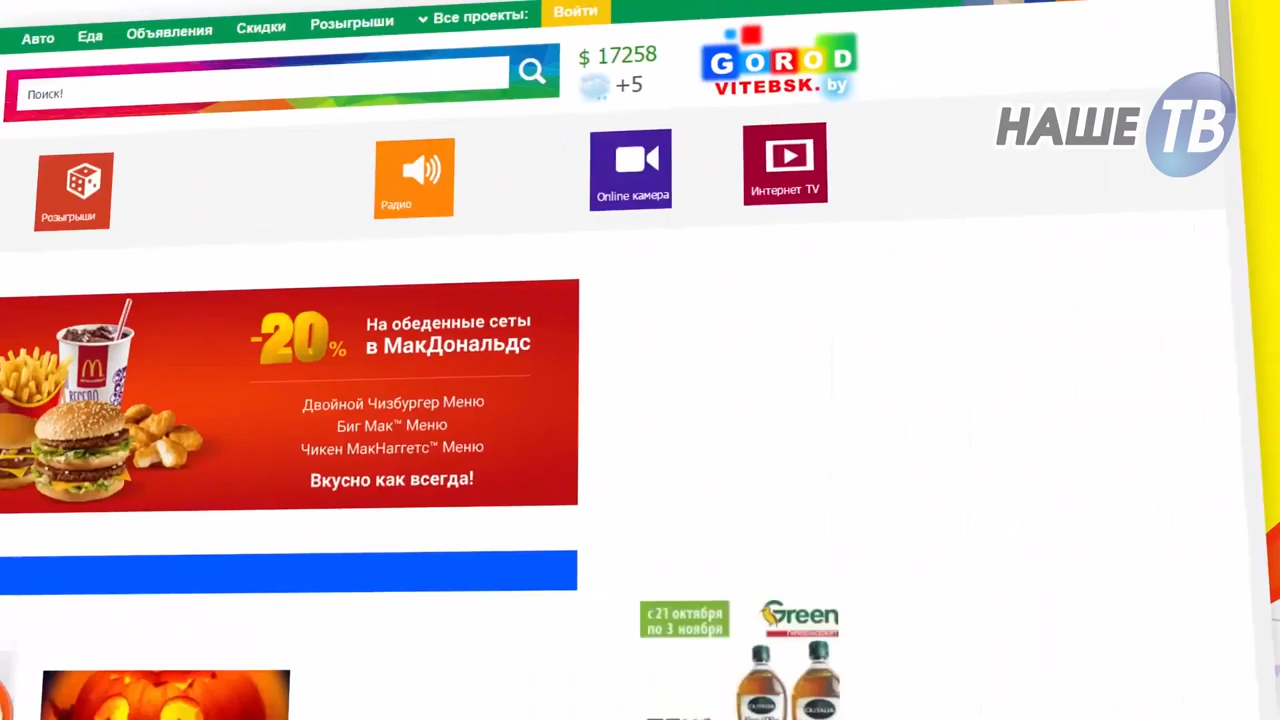 Авто Еда Объявления Скидки Розыгрыши Все проекты: Войти
Поиск!
$ 17258
+5
GOROD
VITEBSK.by
НАШЕ ТВ
Розыгрыши
Радио
Online камера
Интернет TV
-20%
На обеденные сеты
в МакДональдс
Двойной Чизбургер Меню
Биг Мак™ Меню
Чикен МакНаггетс™ Меню
Вкусно как всегда!
с 21 октября
по 3 ноября
Green